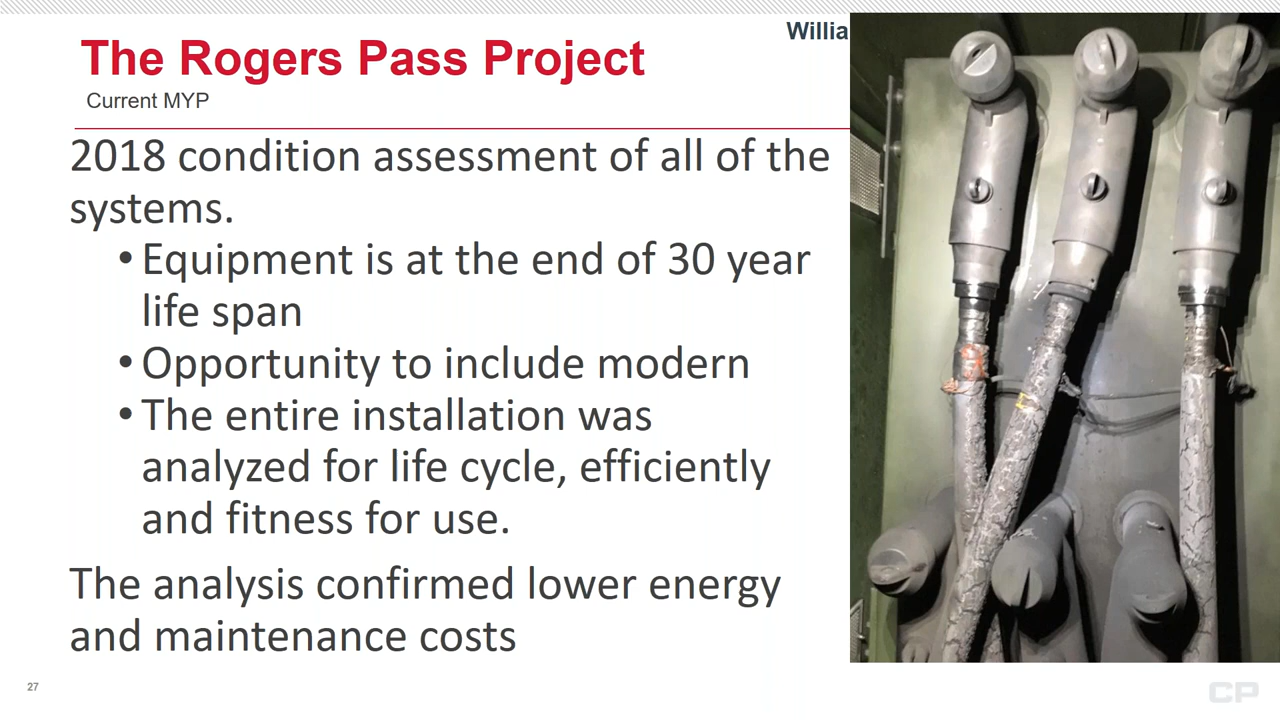 Willia
The Rogers Pass Project
Current MYP
2018 condition assessment of all of the
systems.
• Equipment is at the end of 30 year
life span
• Opportunity to include modern
• The entire installation was
analyzed for life cycle, efficiently
and fitness for use.
The analysis confirmed lower energy
and maintenance costs
27
CP